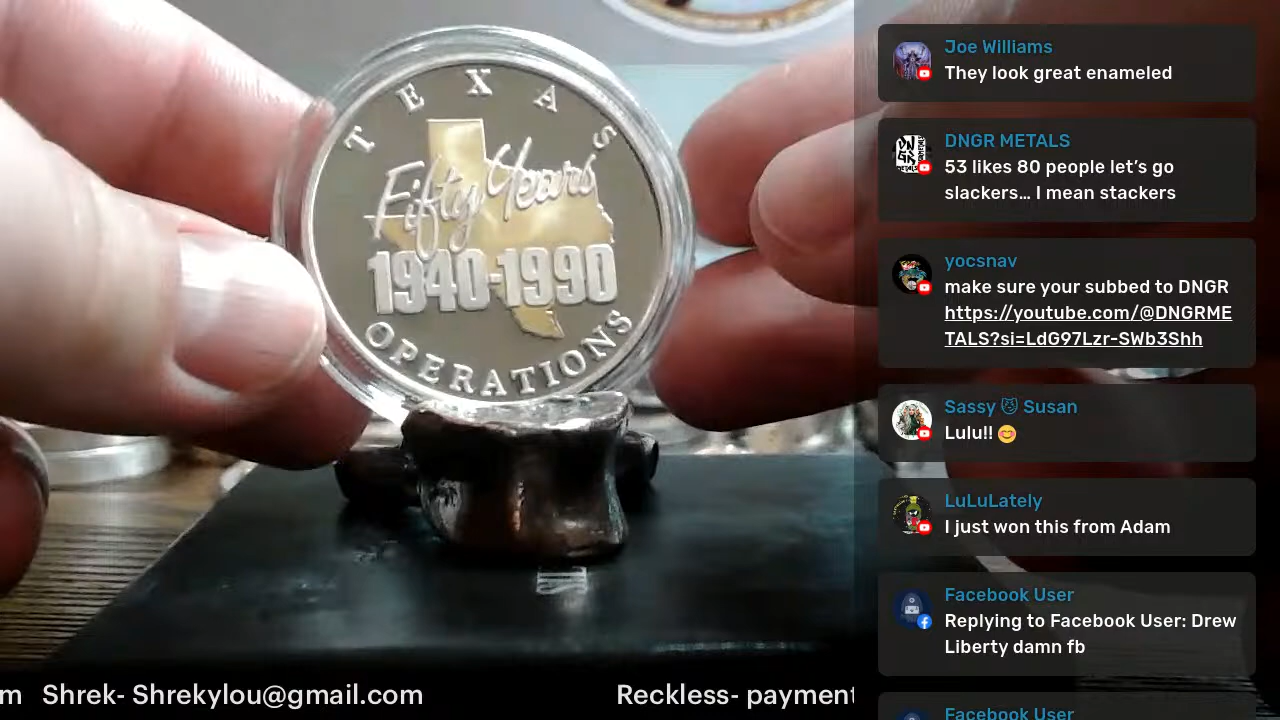 TEXAS
Fifty Years
1940-1990
OPERATIONS
Joe Williams
They look great enameled
DNGR METALS
53 likes 80 people let’s go
slackers... I mean stackers
yocsnav
make sure your subbed to DNGR
https://youtube.com/@DNGRME
TALS?si=LdG97Lzr-SWb3Shh
Sassy 😼 Susan
Lulu!! 😊
LuLuLately
I just won this from Adam
Facebook User
Replying to Facebook User: Drew
Liberty damn fb
Facebook User
m Shrek- Shrekylou@gmail.com Reckless- payment